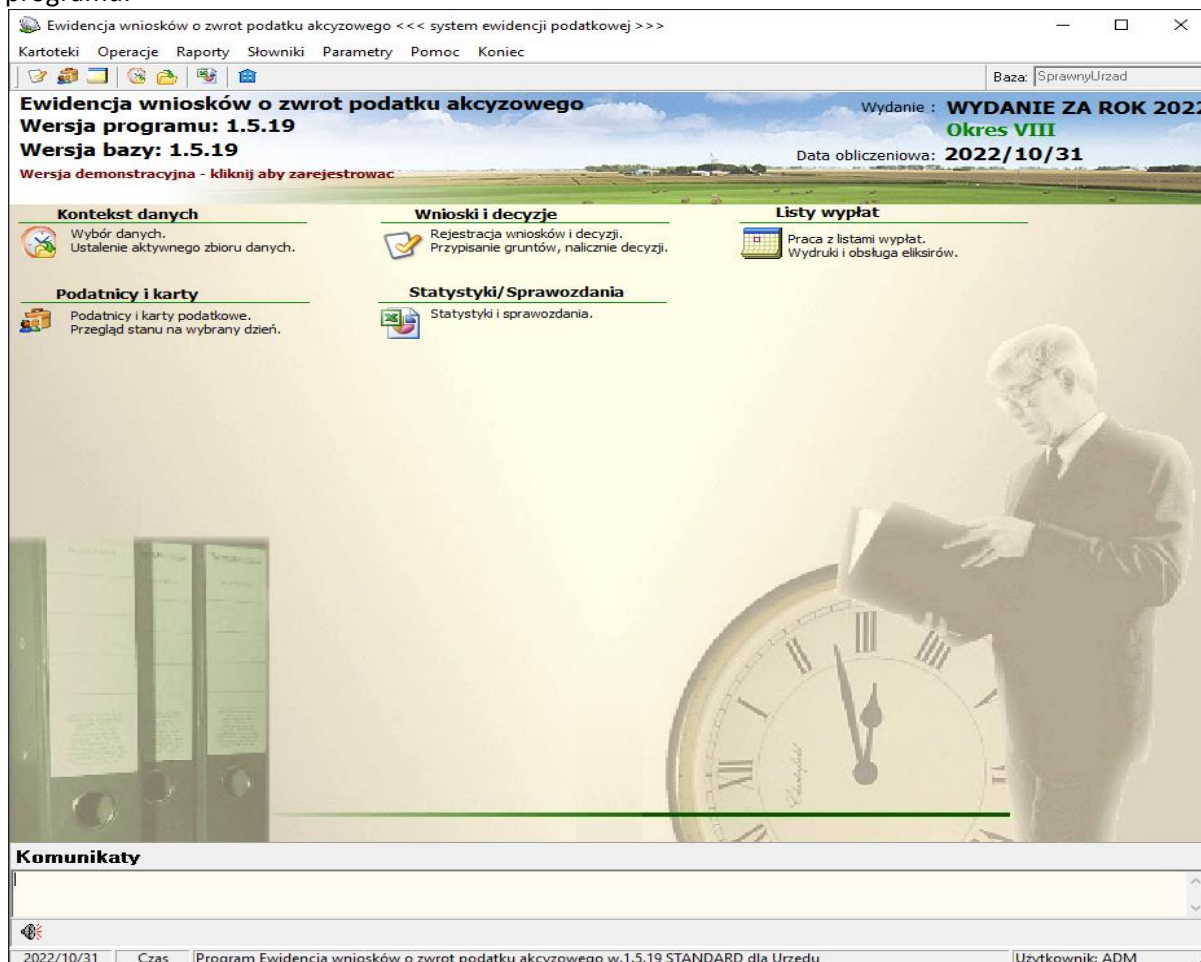 programu.
Ewidencja wniosków o zwrot podatku akcyzowego <<< system ewidencji podatkowej >>>
Kartoteki Operacje Raporty Słowniki Parametry Pomoc Koniec
Baza: SprawnyUrzad
Ewidencja wniosków o zwrot podatku akcyzowego
Wydanie : WYDANIE ZA ROK 2022
Wersja programu: 1.5.19
Okres VIII
Wersja bazy: 1.5.19
Data obliczeniowa: 2022/10/31
Wersja demonstracyjna - kliknij aby zarejestrowac
Kontekst danych
Wybór danych.
Ustalenie aktywnego zbioru danych.
Wnioski i decyzje
Rejestracja wniosków i decyzji.
Przypisanie gruntów, nalicznie decyzji.
Listy wypłat
Praca z listami wypłat.
Wydruki i obsługa eliksirów.
Podatnicy i karty
Podatnicy i karty podatkowe.
Przegląd stanu na wybrany dzień.
Statystyki/Sprawozdania
Statystyki i sprawozdania.
Komunikaty
2022/10/31 Czas Program Ewidencja wniosków o zwrot podatku akcyzowego w.1.5.19 STANDARD dla Urzedu Użytkownik: ADM